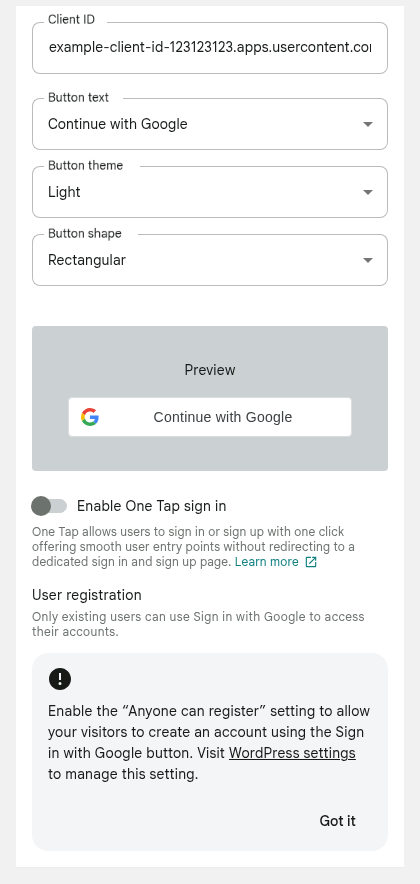 Client ID
example-client-id-123123123.apps.usercontent.co
Button text
Continue with Google
Button theme
Light
Button shape
Rectangular
Preview
Continue with Google
Enable One Tap sign in
One Tap allows users to sign in or sign up with one click
offering smooth user entry points without redirecting to a
dedicated sign in and sign up page. Learn more
User registration
Only existing users can use Sign in with Google to access
their accounts.
Enable the “Anyone can register” setting to allow
your visitors to create an account using the Sign
in with Google button. Visit WordPress settings
to manage this setting.
Got it